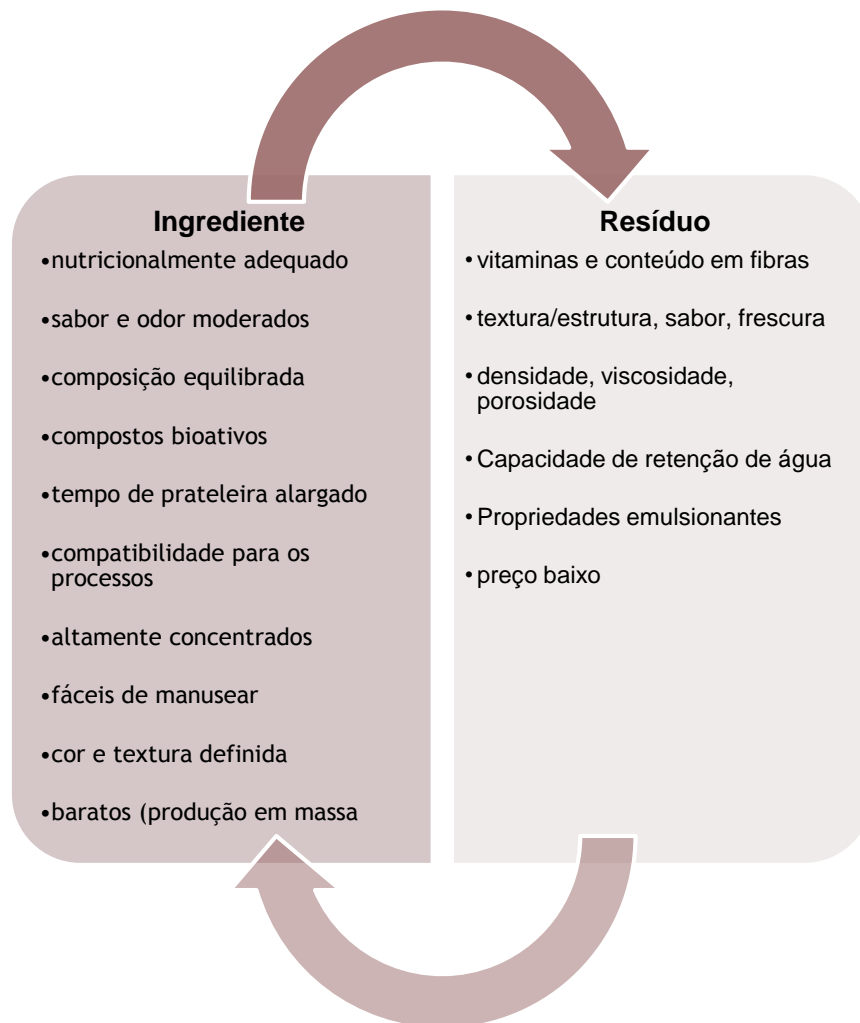 Ingrediente
•nutricionalmente adequado
•sabor e odor moderados
•composição equilibrada
•compostos bioativos
•tempo de prateleira alargado
•compatibilidade para os
processos
•altamente concentrados
•fáceis de manusear
•cor e textura definida
•baratos (produção em massa
Resíduo
•vitaminas e conteúdo em fibras
•textura/estrutura, sabor, frescura
•densidade, viscosidade,
porosidade
•Capacidade de retenção de água
•Propriedades emulsionantes
•preço baixo